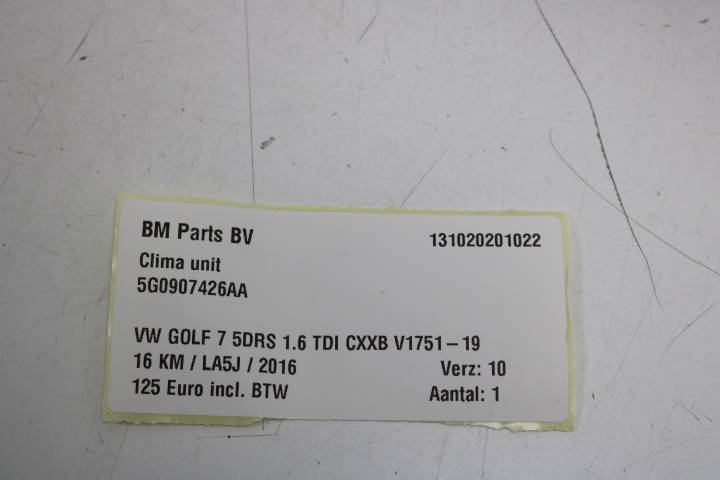 BM Parts BV 131020201022
Clima unit
5G0907426AA
VW GOLF 7 5DRS 1.6 TDI CXXB V1751-19
16 KM / LA5J / 2016 Verz: 10
125 Euro incl. BTW Aantal: 1